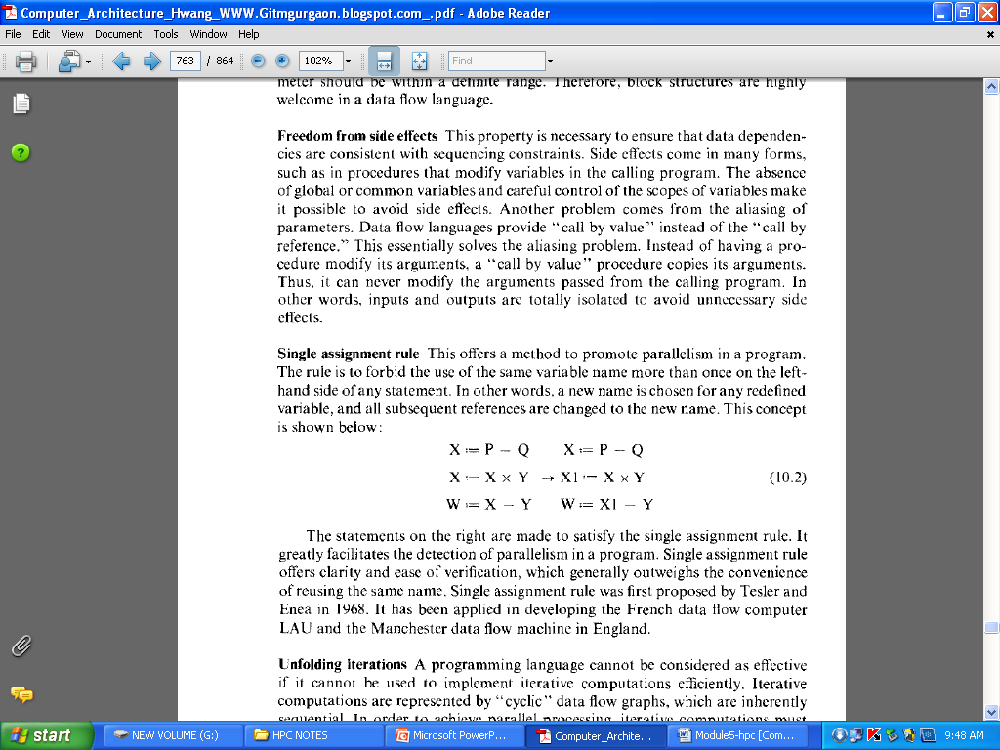 Computer_Architecture_Hwang_WWW.Gitmgurgaon.blogspot.com_.pdf - Adobe Reader
File Edit View Document Tools Window Help
763 / 864 102% Find
meter should be within a definite range. Therefore, block structures are highly
welcome in a data flow language.
Freedom from side effects This property is necessary to ensure that data dependen-
cies are consistent with sequencing constraints. Side effects come in many forms,
such as in procedures that modify variables in the calling program. The absence
of global or common variables and careful control of the scopes of variables make
it possible to avoid side effects. Another problem comes from the aliasing of
parameters. Data flow languages provide “call by value” instead of the “call by
reference.” This essentially solves the aliasing problem. Instead of having a pro-
cedure modify its arguments, a “call by value” procedure copies its arguments.
Thus, it can never modify the arguments passed from the calling program. In
other words, inputs and outputs are totally isolated to avoid unnecessary side
effects.
Single assignment rule This offers a method to promote parallelism in a program.
The rule is to forbid the use of the same variable name more than once on the left-
hand side of any statement. In other words, a new name is chosen for any redefined
variable, and all subsequent references are changed to the new name. This concept
is shown below:
X := P − Q X := P − Q
X := X × Y → X1 := X × Y (10.2)
W := X − Y W := X1 − Y
The statements on the right are made to satisfy the single assignment rule. It
greatly facilitates the detection of parallelism in a program. Single assignment rule
offers clarity and ease of verification, which generally outweighs the convenience
of reusing the same name. Single assignment rule was first proposed by Tesler and
Enea in 1968. It has been applied in developing the French data flow computer
LAU and the Manchester data flow machine in England.
Unfolding iterations A programming language cannot be considered as effective
if it cannot be used to implement iterative computations efficiently. Iterative
computations are represented by “cyclic” data flow graphs, which are inherently
sequential. In order to achieve parallel processing, iterative computations must
start NEW VOLUME (G:) HPC NOTES Microsoft PowerP... Computer_Archite... Module5-hpc [Com... 9:48 AM